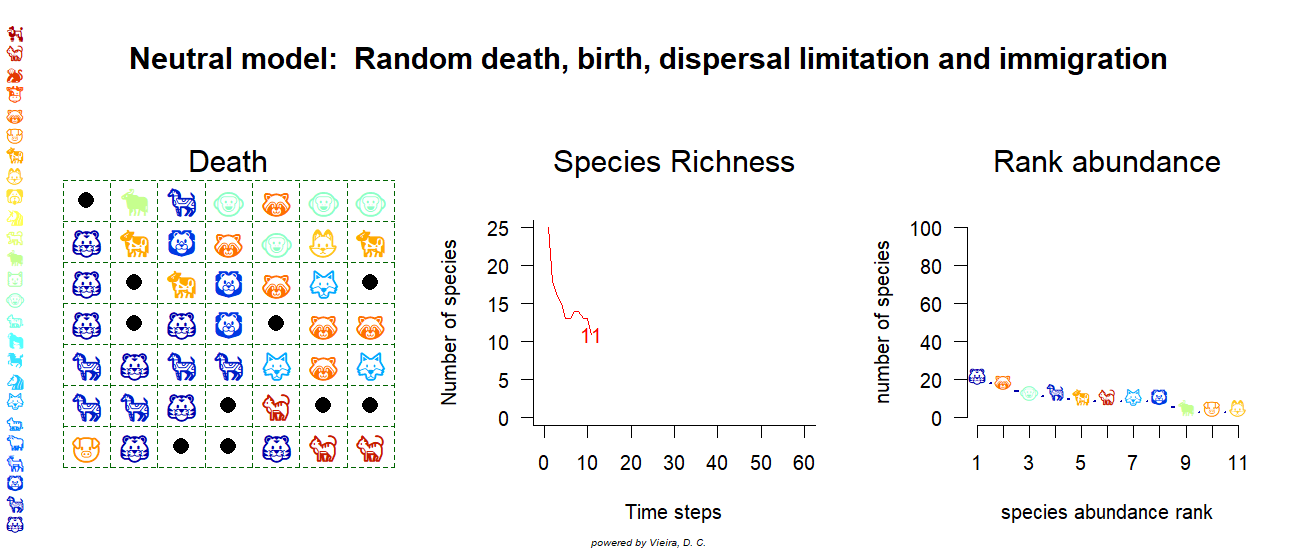 Neutral model:  Random death, birth, dispersal limitation and immigration
Death
Species Richness
Number of species
25
20
15
10
5
0
11
0 10 20 30 40 50 60
Time steps
Rank abundance
number of species
100
80
60
40
20
0
1 3 5 7 9 11
species abundance rank
powered by Vieira, D. C.